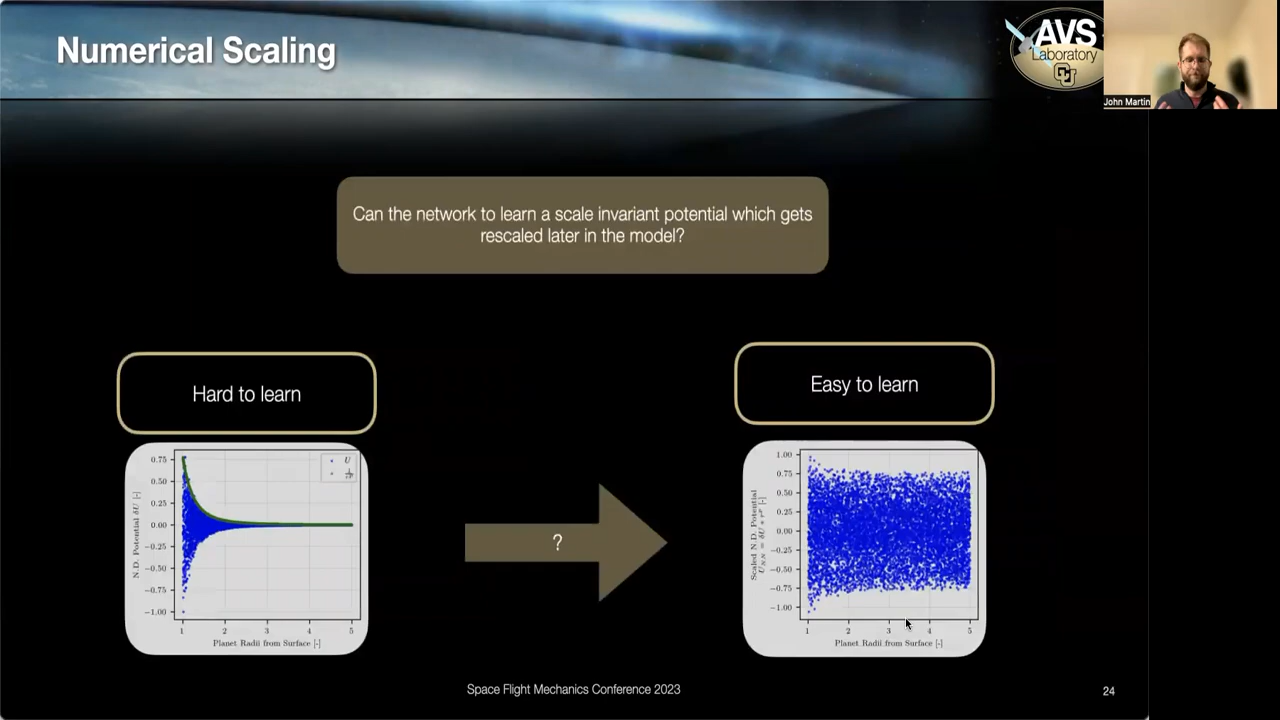 Numerical Scaling
AVS
Laboratory
CU
John Martin
Can the network to learn a scale invariant potential which gets
rescaled later in the model?
Hard to learn
Easy to learn
?
N.D. Potential δU [-]
0.75
0.50
0.25
0.00
−0.25
−0.50
−0.75
−1.00
U
1
2
3
4
5
Planet Radii from Surface [-]
Scaled N.D. Potential
1.00
0.75
0.50
0.25
0.00
−0.25
−0.50
−0.75
−1.00
1
2
3
4
5
Planet Radii from Surface [-]
Space Flight Mechanics Conference 2023
24